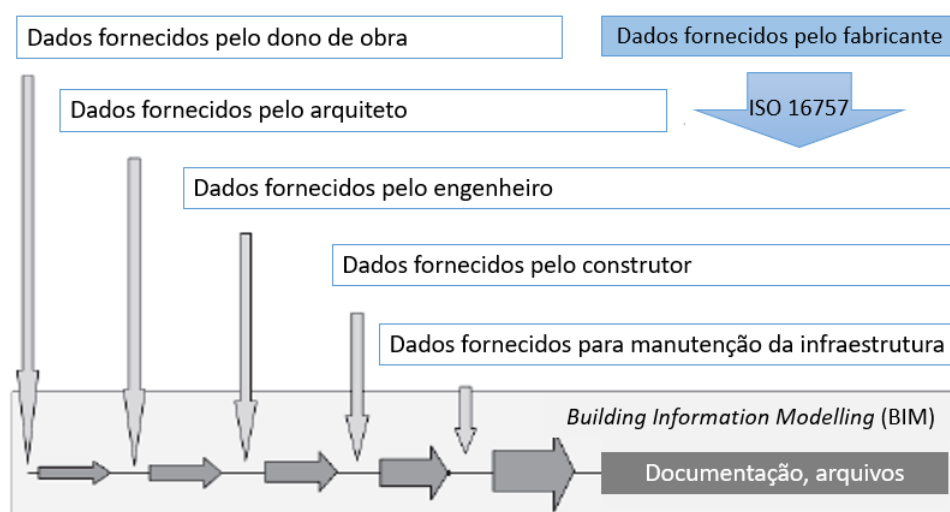 Dados fornecidos pelo dono de obra
Dados fornecidos pelo fabricante
Dados fornecidos pelo arquiteto
ISO 16757
Dados fornecidos pelo engenheiro
Dados fornecidos pelo construtor
Dados fornecidos para manutenção da infraestrutura
Building Information Modelling (BIM)
Documentação, arquivos